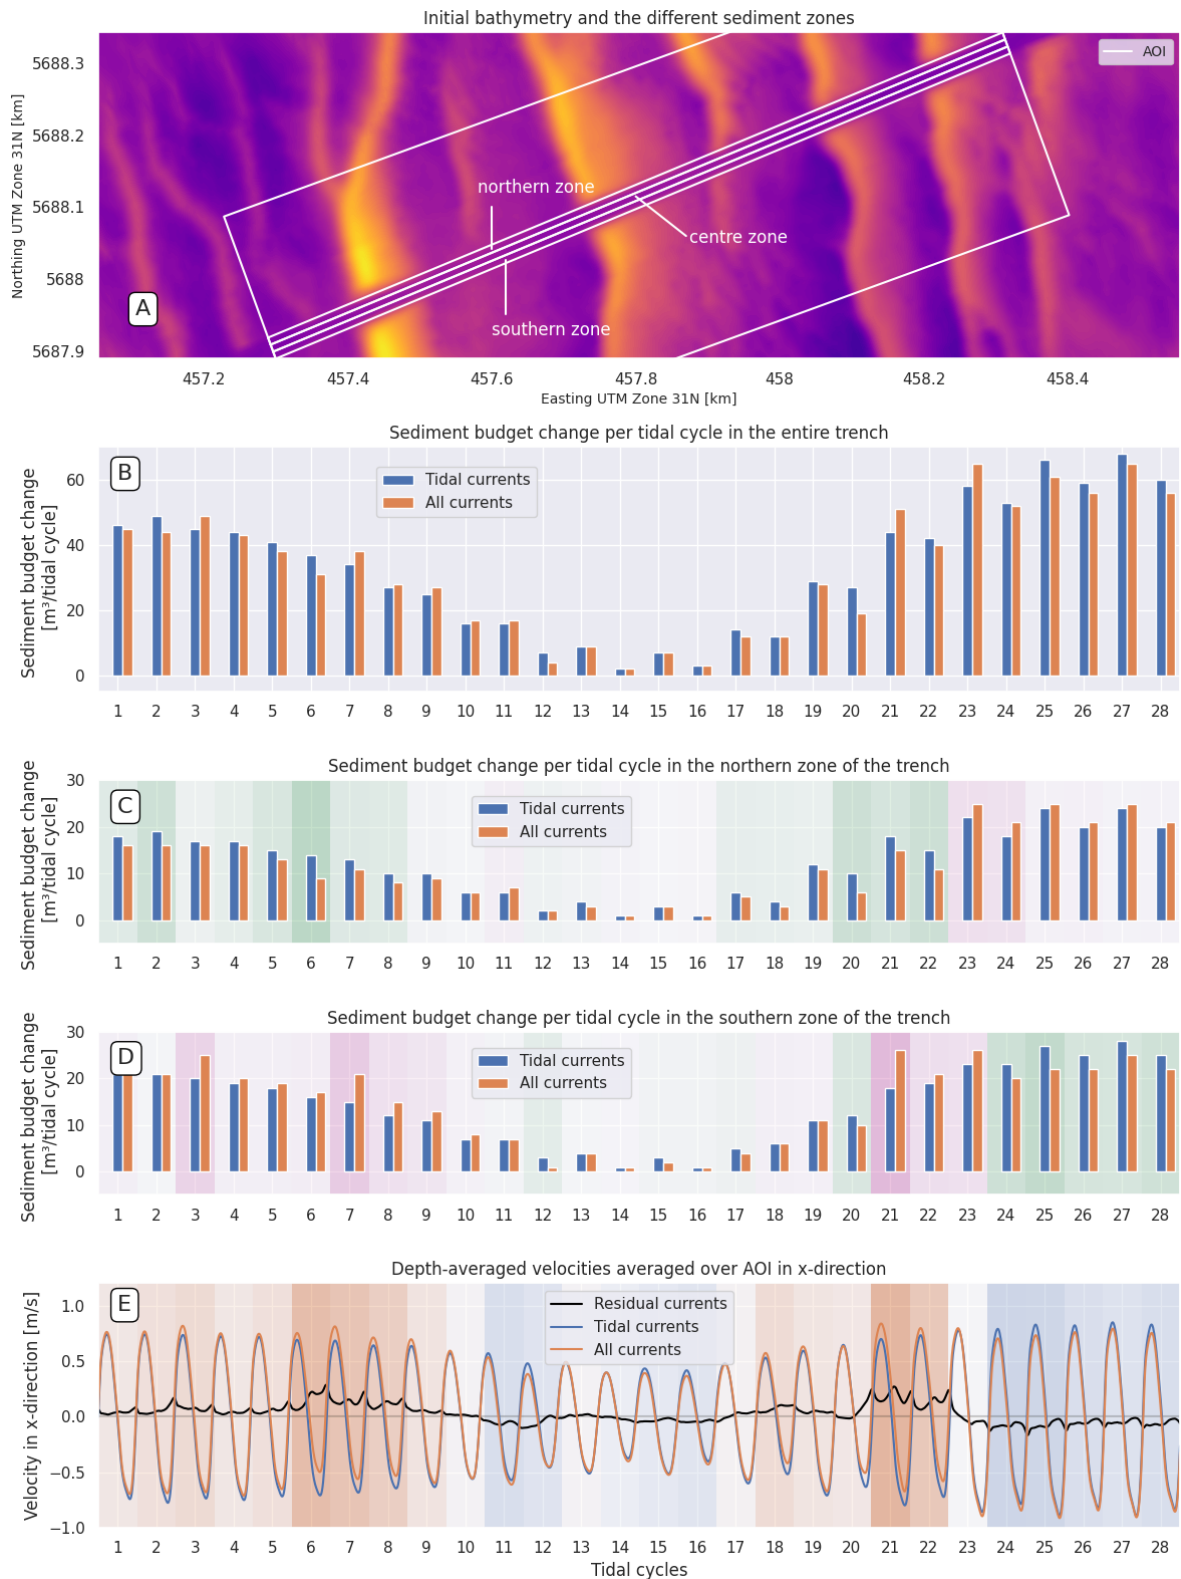 Initial bathymetry and the different sediment zones
Northing UTM Zone 31N [km]
5688.3
5688.2
5688.1
5688
5687.9
AOI
northern zone
centre zone
southern zone
A
457.2 457.4 457.6 457.8 458 458.2 458.4
Easting UTM Zone 31N [km]
Sediment budget change per tidal cycle in the entire trench
Sediment budget change
[m³/tidal cycle]
60
40
20
0
B
Tidal currents
All currents
1 2 3 4 5 6 7 8 9 10 11 12 13 14 15 16 17 18 19 20 21 22 23 24 25 26 27 28
Sediment budget change per tidal cycle in the northern zone of the trench
Sediment budget change
[m³/tidal cycle]
30
20
10
0
C
Tidal currents
All currents
1 2 3 4 5 6 7 8 9 10 11 12 13 14 15 16 17 18 19 20 21 22 23 24 25 26 27 28
Sediment budget change per tidal cycle in the southern zone of the trench
Sediment budget change
[m³/tidal cycle]
30
20
10
0
D
Tidal currents
All currents
1 2 3 4 5 6 7 8 9 10 11 12 13 14 15 16 17 18 19 20 21 22 23 24 25 26 27 28
Depth-averaged velocities averaged over AOI in x-direction
Velocity in x-direction [m/s]
1.0
0.5
0.0
−0.5
−1.0
E
Residual currents
Tidal currents
All currents
1 2 3 4 5 6 7 8 9 10 11 12 13 14 15 16 17 18 19 20 21 22 23 24 25 26 27 28
Tidal cycles